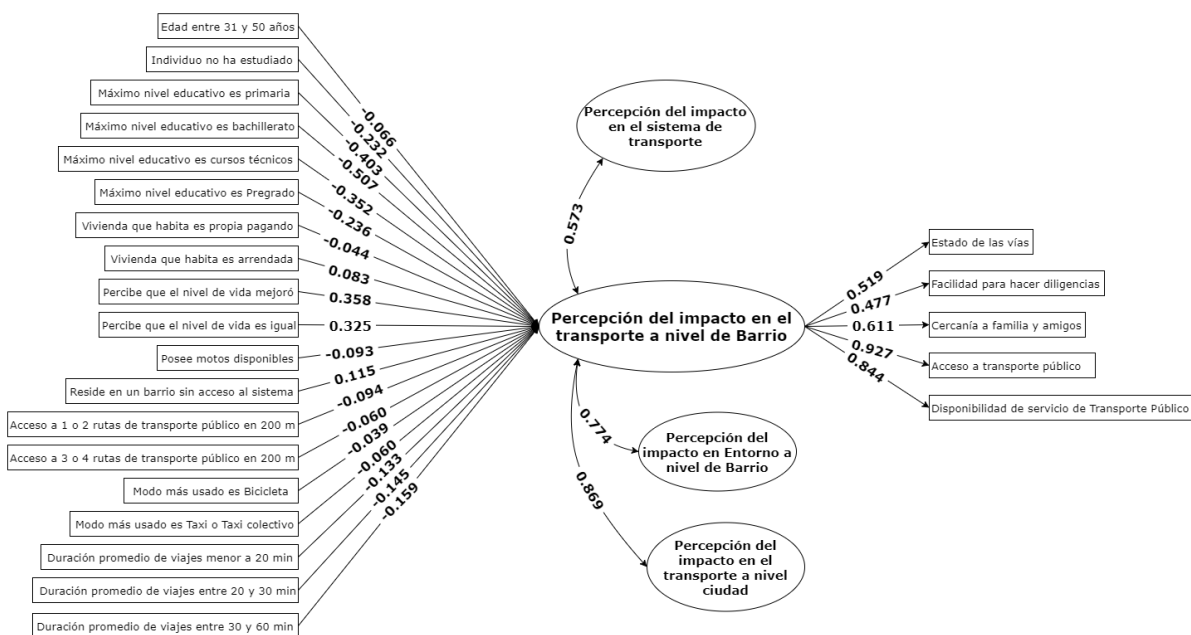 Edad entre 31 y 50 años
Individuo no ha estudiado
Máximo nivel educativo es primaria
Máximo nivel educativo es bachillerato
Máximo nivel educativo es cursos técnicos
Máximo nivel educativo es Pregrado
Vivienda que habita es propia pagando
Vivienda que habita es arrendada
Percibe que el nivel de vida mejoró
Percibe que el nivel de vida es igual
Posee motos disponibles
Reside en un barrio sin acceso al sistema
Acceso a 1 o 2 rutas de transporte público en 200 m
Acceso a 3 o 4 rutas de transporte público en 200 m
Modo más usado es Bicicleta
Modo más usado es Taxi o Taxi colectivo
Duración promedio de viajes menor a 20 min
Duración promedio de viajes entre 20 y 30 min
Duración promedio de viajes entre 30 y 60 min
-0.066
-0.232
-0.403
-0.507
-0.352
-0.236
-0.044
0.083
0.358
0.325
-0.093
0.115
-0.094
-0.060
-0.039
-0.060
-0.133
-0.145
-0.159
Percepción del impacto
en el sistema de
transporte
0.573
Percepción del impacto en el
transporte a nivel de Barrio
0.774
Percepción del
impacto en Entorno a
nivel de Barrio
0.869
Percepción del
impacto en el
transporte a nivel
ciudad
0.519
0.477
0.611
0.927
0.844
Estado de las vías
Facilidad para hacer diligencias
Cercanía a familia y amigos
Acceso a transporte público
Disponibilidad de servicio de Transporte Público